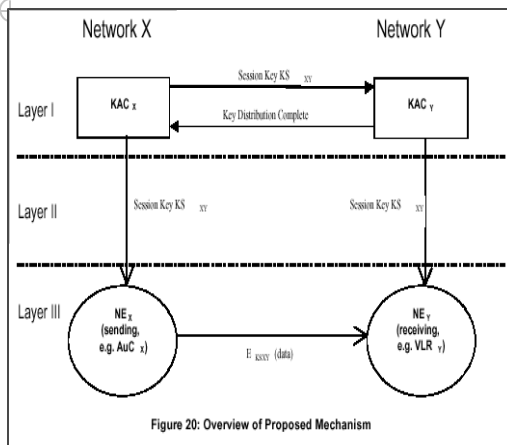 Network X Network Y
Session Key KS XY
KAC X KAC Y
Layer I
Key Distribution Complete
Layer II
Session Key KS XY Session Key KS XY
Layer III
NE X
(sending,
e.g. AuC X)
NE Y
(receiving,
e.g. VLR Y)
E KSXY (data)
Figure 20: Overview of Proposed Mechanism